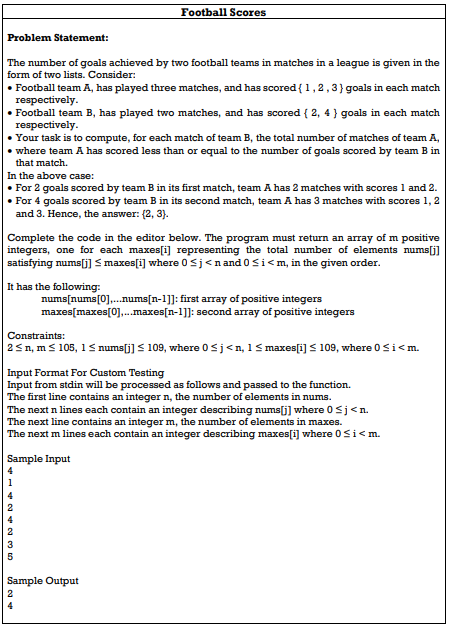 Football Scores
Problem Statement:
The number of goals achieved by two football teams in matches in a league is given in the
form of two lists. Consider:
• Football team A, has played three matches, and has scored { 1 , 2 , 3 } goals in each match
respectively.
• Football team B, has played two matches, and has scored { 2, 4 } goals in each match
respectively.
• Your task is to compute, for each match of team B, the total number of matches of team A,
• where team A has scored less than or equal to the number of goals scored by team B in
that match.
In the above case:
• For 2 goals scored by team B in its first match, team A has 2 matches with scores 1 and 2.
• For 4 goals scored by team B in its second match, team A has 3 matches with scores 1, 2
and 3. Hence, the answer: {2, 3}.
Complete the code in the editor below. The program must return an array of m positive
integers, one for each maxes[i] representing the total number of elements nums[j]
satisfying nums[j] ≤ maxes[i] where 0 ≤ j < n and 0 ≤ i < m, in the given order.
It has the following:
nums[nums[0],...nums[n-1]]: first array of positive integers
maxes[maxes[0],...maxes[n-1]]: second array of positive integers
Constraints:
2 ≤ n, m ≤ 105, 1 ≤ nums[j] ≤ 109, where 0 ≤ j < n, 1 ≤ maxes[i] ≤ 109, where 0 ≤ i < m.
Input Format For Custom Testing
Input from stdin will be processed as follows and passed to the function.
The first line contains an integer n, the number of elements in nums.
The next n lines each contain an integer describing nums[j] where 0 ≤ j < n.
The next line contains an integer m, the number of elements in maxes.
The next m lines each contain an integer describing maxes[i] where 0 ≤ i < m.
Sample Input
4
1
4
2
4
2
3
5
Sample Output
2
4